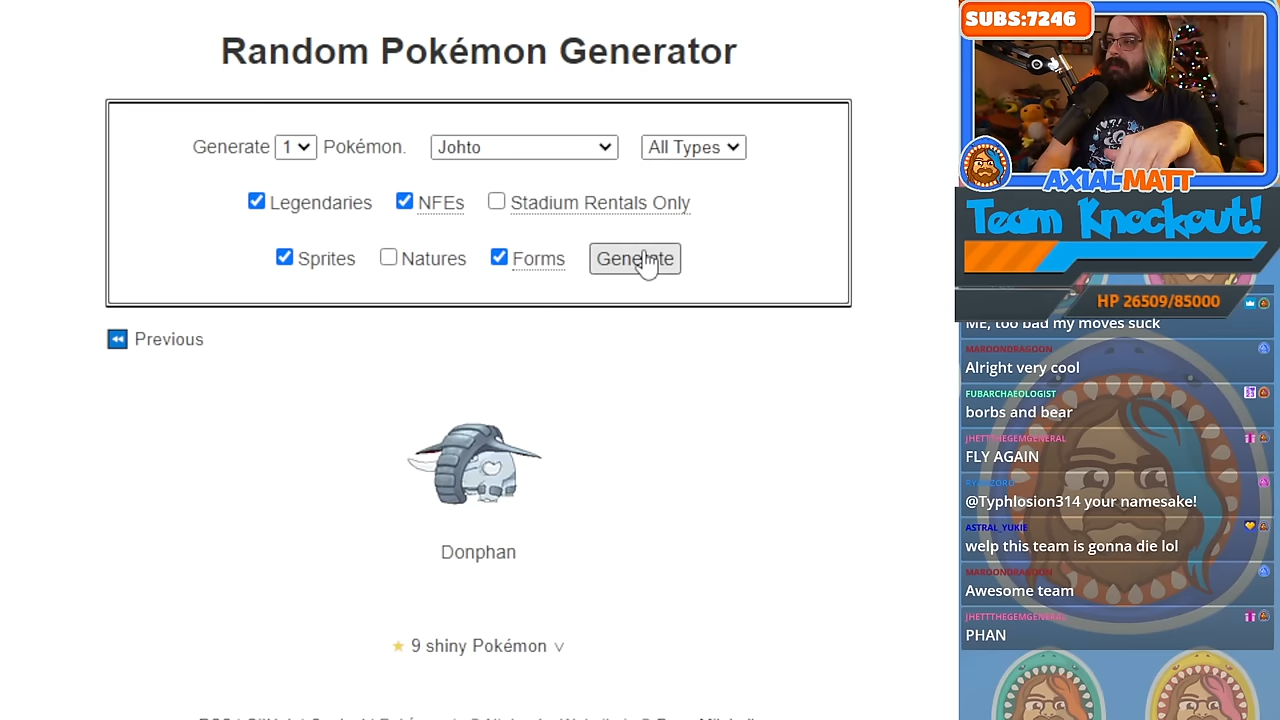 Random Pokémon Generator
Generate 1 Pokémon. Johto All Types
Legendaries NFEs Stadium Rentals Only
Sprites Natures Forms Generate
Previous
Donphan
9 shiny Pokémon
SUBS:7246
AXIALMATT
Team Knockout!
HP 26509/85000
ME, too bad my moves suck
MAROONDRAGOON
Alright very cool
FUBARCHAEOLOGIST
borbs and bear
JHETTTHEGEMGENERAL
FLY AGAIN
@Typhlosion314 your namesake!
ASTRAL_YUKIE
welp this team is gonna die lol
MAROONDRAGOON
Awesome team
JHETTTHEGEMGENERAL
PHAN